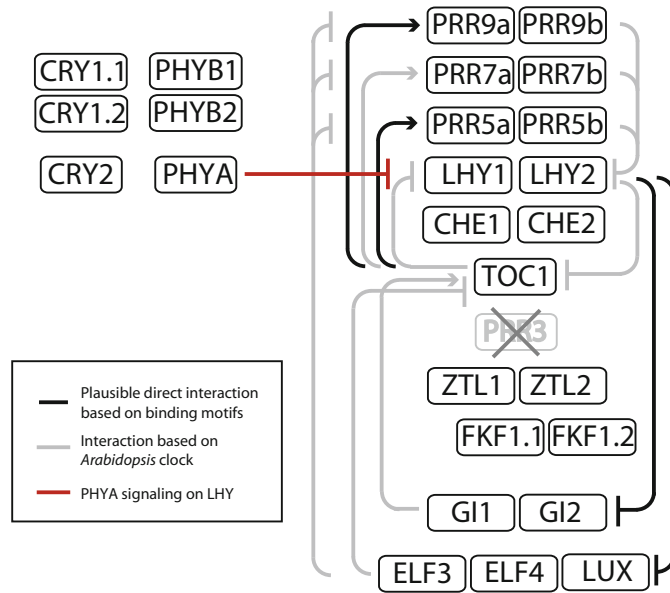 PRR9a PRR9b
CRY1.1 PHYB1 PRR7a PRR7b
CRY1.2 PHYB2 PRR5a PRR5b
CRY2 PHYA LHY1 LHY2
CHE1 CHE2
TOC1
PRR3
ZTL1 ZTL2
FKF1.1 FKF1.2
GI1 GI2
ELF3 ELF4 LUX
Plausible direct interaction
based on binding motifs
Interaction based on
Arabidopsis clock
PHYA signaling on LHY